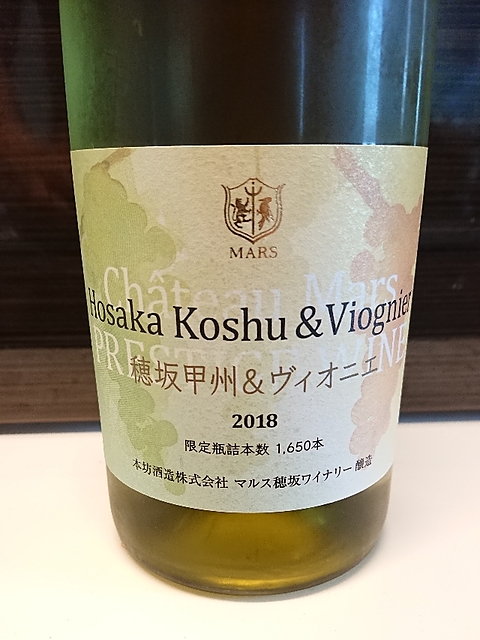 MARS
Château Mars
Hosaka Koshu & Viognier
PRESTIGE WINE
穂坂甲州&ヴィオニエ
2018
限定瓶詰本数 1,650本
本坊酒造株式会社 マルス穂坂ワイナリー醸造